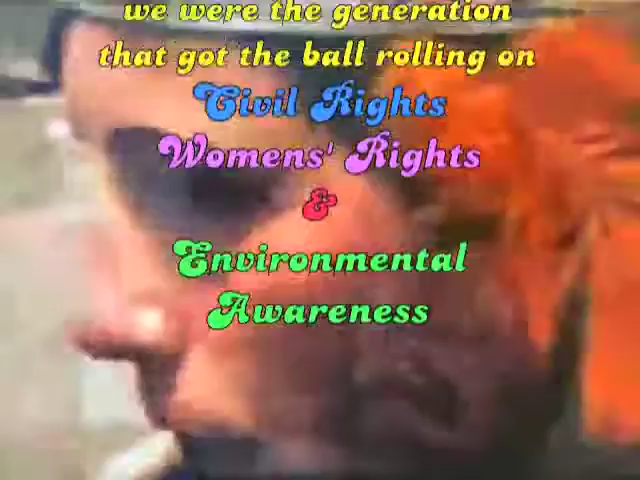 we were the generation
that got the ball rolling on
Civil Rights
Womens' Rights
&
Environmental
Awareness